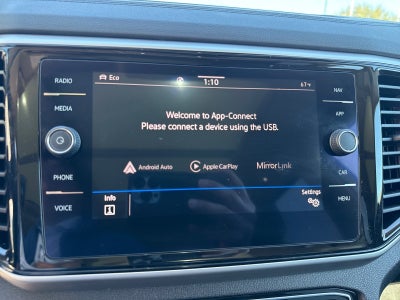 RADIO
MEDIA
PHONE
VOICE
Eco
1:10
67°F
Welcome to App-Connect
Please connect a device using the USB.
Android Auto
Apple CarPlay
MirrorLink
Info
Settings
NAV
APP
CAR
MENU